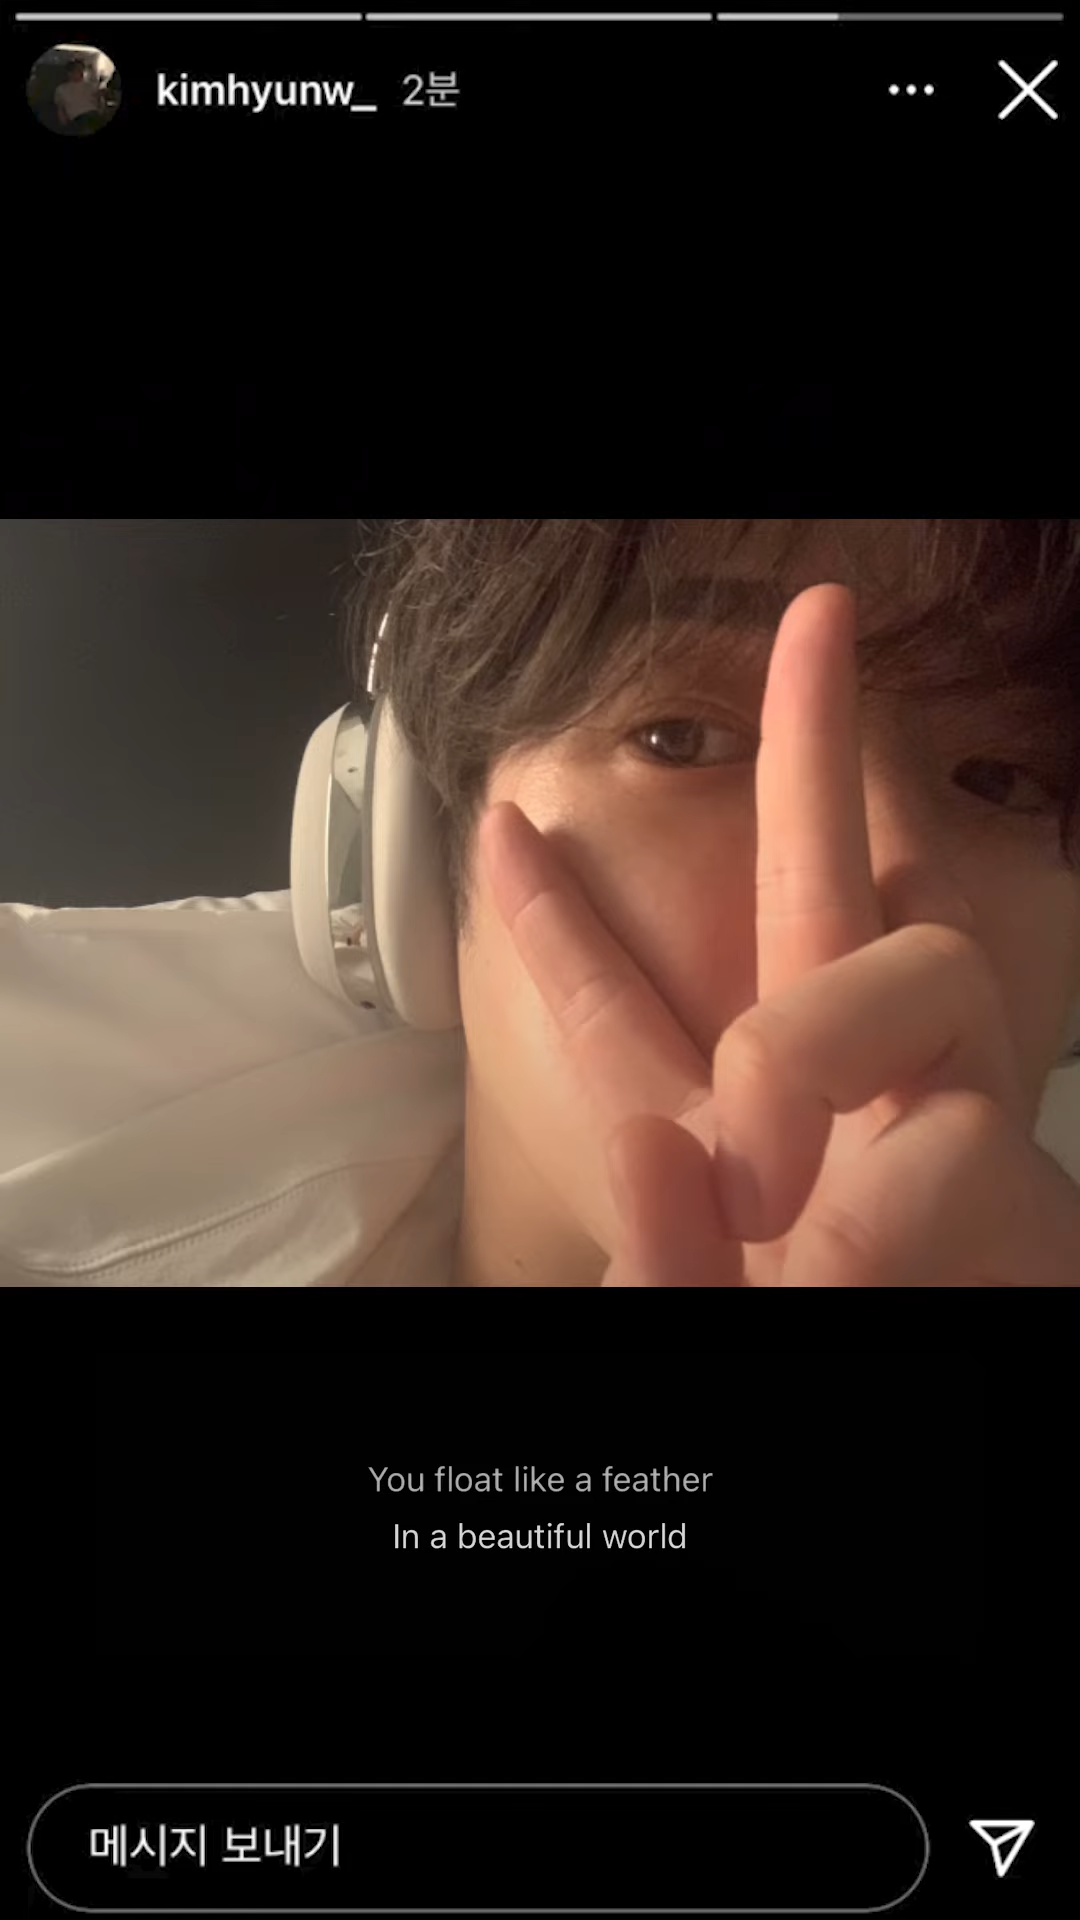 kimhyunw_ 2분
You float like a feather
In a beautiful world
메시지 보내기